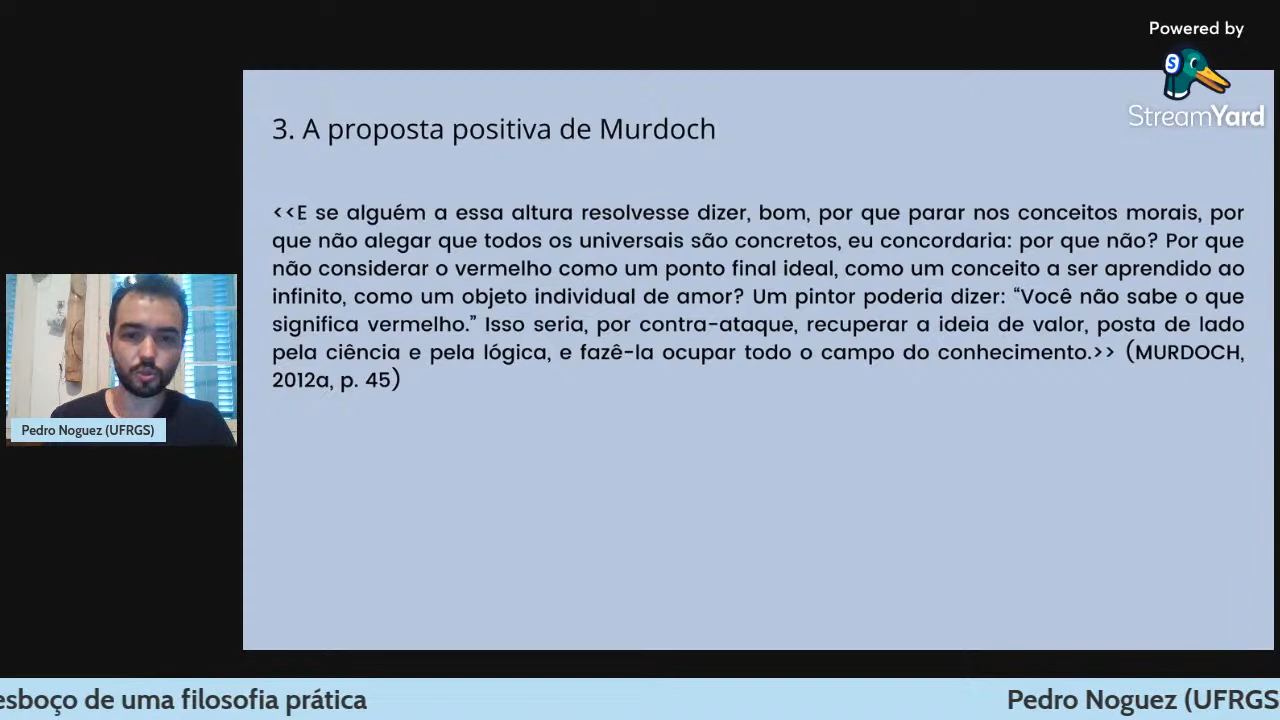 Powered by
StreamYard
3. A proposta positiva de Murdoch
<<E se alguém a essa altura resolvesse dizer, bom, por que parar nos conceitos morais, por
que não alegar que todos os universais são concretos, eu concordaria: por que não? Por que
não considerar o vermelho como um ponto final ideal, como um conceito a ser aprendido ao
infinito, como um objeto individual de amor? Um pintor poderia dizer: “Você não sabe o que
significa vermelho.” Isso seria, por contra-ataque, recuperar a ideia de valor, posta de lado
pela ciência e pela lógica, e fazê-la ocupar todo o campo do conhecimento.>> (MURDOCH,
2012a, p. 45)
Pedro Noguez (UFRGS)
esboço de uma filosofia prática
Pedro Noguez (UFRGS